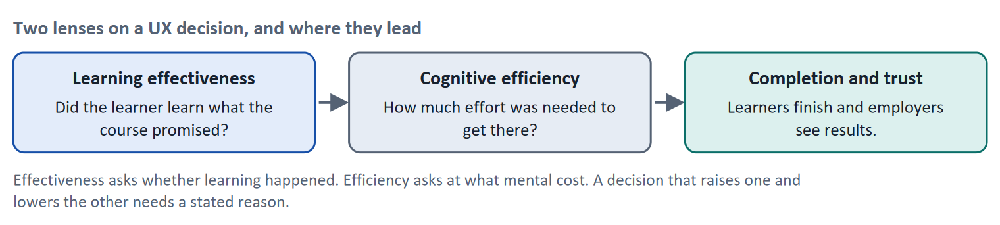 Two lenses on a UX decision, and where they lead
Learning effectiveness
Did the learner learn what the
course promised?
Cognitive efficiency
How much effort was needed to
get there?
Completion and trust
Learners finish and employers
see results.
Effectiveness asks whether learning happened. Efficiency asks at what mental cost. A decision that raises one and
lowers the other needs a stated reason.